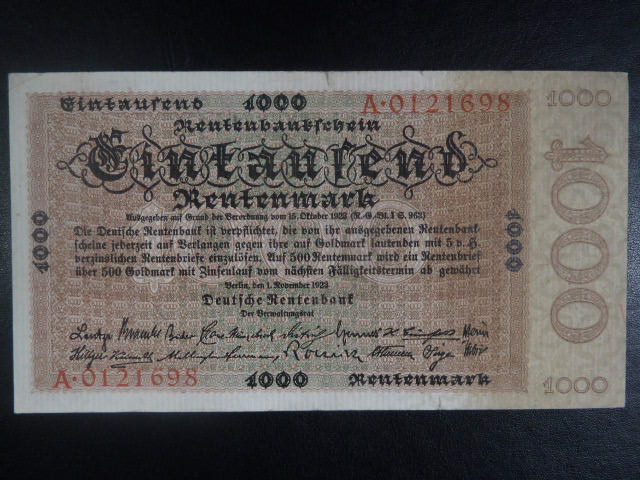 Eintausend 1000 A·0121698 1000
Rentenbankschein
Eintausend
Rentenmark
Ausgegeben auf Grund der Verordnung vom 15. Oktober 1923 (R.-G.-Bl. I S. 963)
Die Deutsche Rentenbank ist verpflichtet, die von ihr ausgegebenen Rentenbank-
scheine jederzeit auf Verlangen gegen ihre auf Goldmark lautenden mit 5 v. H.
verzinslichen Rentenbriefe einzulösen. Auf 500 Rentenmark wird ein Rentenbrief
über 500 Goldmark mit Zinsenlauf vom nächsten Fälligkeitstermin ab gewährt
Berlin, den 1. November 1923
Deutsche Rentenbank
Der Verwaltungsrat
A·0121698 1000 Rentenmark 1000
1000
1000
1000